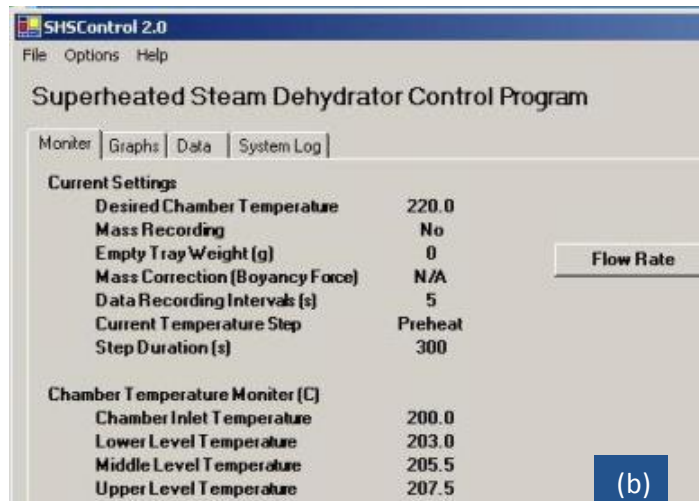 SHSControl 2.0
File Options Help
Superheated Steam Dehydrator Control Program
Moniter Graphs Data System Log
Current Settings
Desired Chamber Temperature 220.0
Mass Recording No
Empty Tray Weight (g) 0
Flow Rate
Mass Correction (Boyancy Force) N/A
Data Recording Intervals (s) 5
Current Temperature Step Preheat
Step Duration (s) 300
Chamber Temperature Moniter (C)
Chamber Inlet Temperature 200.0
Lower Level Temperature 203.0
Middle Level Temperature 205.5
Upper Level Temperature 207.5
(b)